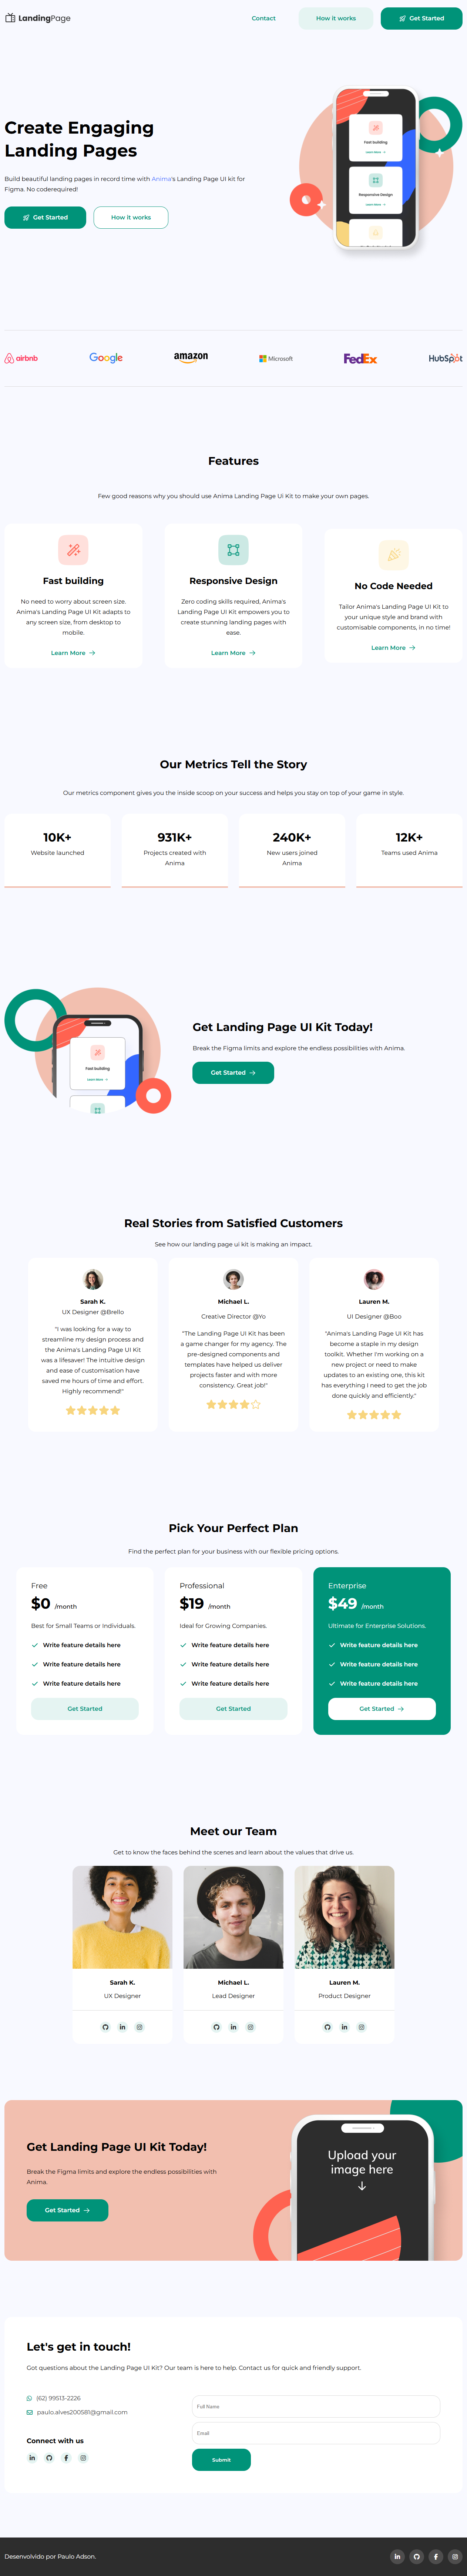 LandingPage
Contact
How it works
Get Started
Create Engaging
Landing Pages
Build beautiful landing pages in record time with Anima's Landing Page UI kit for
Figma. No coderequired!
Get Started
How it works
Fast building
Learn More
Responsive Design
Learn More
airbnb
Google
amazon
Microsoft
FedEx
HubSpot
Features
Few good reasons why you should use Anima Landing Page UI Kit to make your own pages.
Fast building
No need to worry about screen size.
Anima's Landing Page UI Kit adapts to
any screen size, from desktop to
mobile.
Learn More
Responsive Design
Zero coding skills required, Anima's
Landing Page UI Kit empowers you to
create stunning landing pages with
ease.
Learn More
No Code Needed
Tailor Anima's Landing Page UI Kit to
your unique style and brand with
customisable components, in no time!
Learn More
Our Metrics Tell the Story
Our metrics component gives you the inside scoop on your success and helps you stay on top of your game in style.
10K+
Website launched
931K+
Projects created with
Anima
240K+
New users joined
Anima
12K+
Teams used Anima
Fast building
Learn More
Get Landing Page UI Kit Today!
Break the Figma limits and explore the endless possibilities with Anima.
Get Started
Real Stories from Satisfied Customers
See how our landing page ui kit is making an impact.
Sarah K.
UX Designer @Brello
"I was looking for a way to
streamline my design process and
the Anima's Landing Page UI Kit
was a lifesaver! The intuitive design
and ease of customisation have
saved me hours of time and effort.
Highly recommend!"
Michael L.
Creative Director @Yo
"The Landing Page UI Kit has been
a game changer for my agency. The
pre-designed components and
templates have helped us deliver
projects faster and with more
consistency. Great job!"
Lauren M.
UI Designer @Boo
"Anima's Landing Page UI Kit has
become a staple in my design
toolkit. Whether I'm working on a
new project or need to make
updates to an existing one, this kit
has everything I need to get the job
done quickly and efficiently."
Pick Your Perfect Plan
Find the perfect plan for your business with our flexible pricing options.
Free
$0 /month
Best for Small Teams or Individuals.
Write feature details here
Write feature details here
Write feature details here
Get Started
Professional
$19 /month
Ideal for Growing Companies.
Write feature details here
Write feature details here
Write feature details here
Get Started
Enterprise
$49 /month
Ultimate for Enterprise Solutions.
Write feature details here
Write feature details here
Write feature details here
Get Started
Meet our Team
Get to know the faces behind the scenes and learn about the values that drive us.
Sarah K.
UX Designer
Michael L.
Lead Designer
Lauren M.
Product Designer
Get Landing Page UI Kit Today!
Break the Figma limits and explore the endless possibilities with
Anima.
Get Started
Upload your
image here
Let's get in touch!
Got questions about the Landing Page UI Kit? Our team is here to help. Contact us for quick and friendly support.
(62) 99513-2226
paulo.alves200581@gmail.com
Connect with us
Full Name
Email
Submit
Desenvolvido por Paulo Adson.